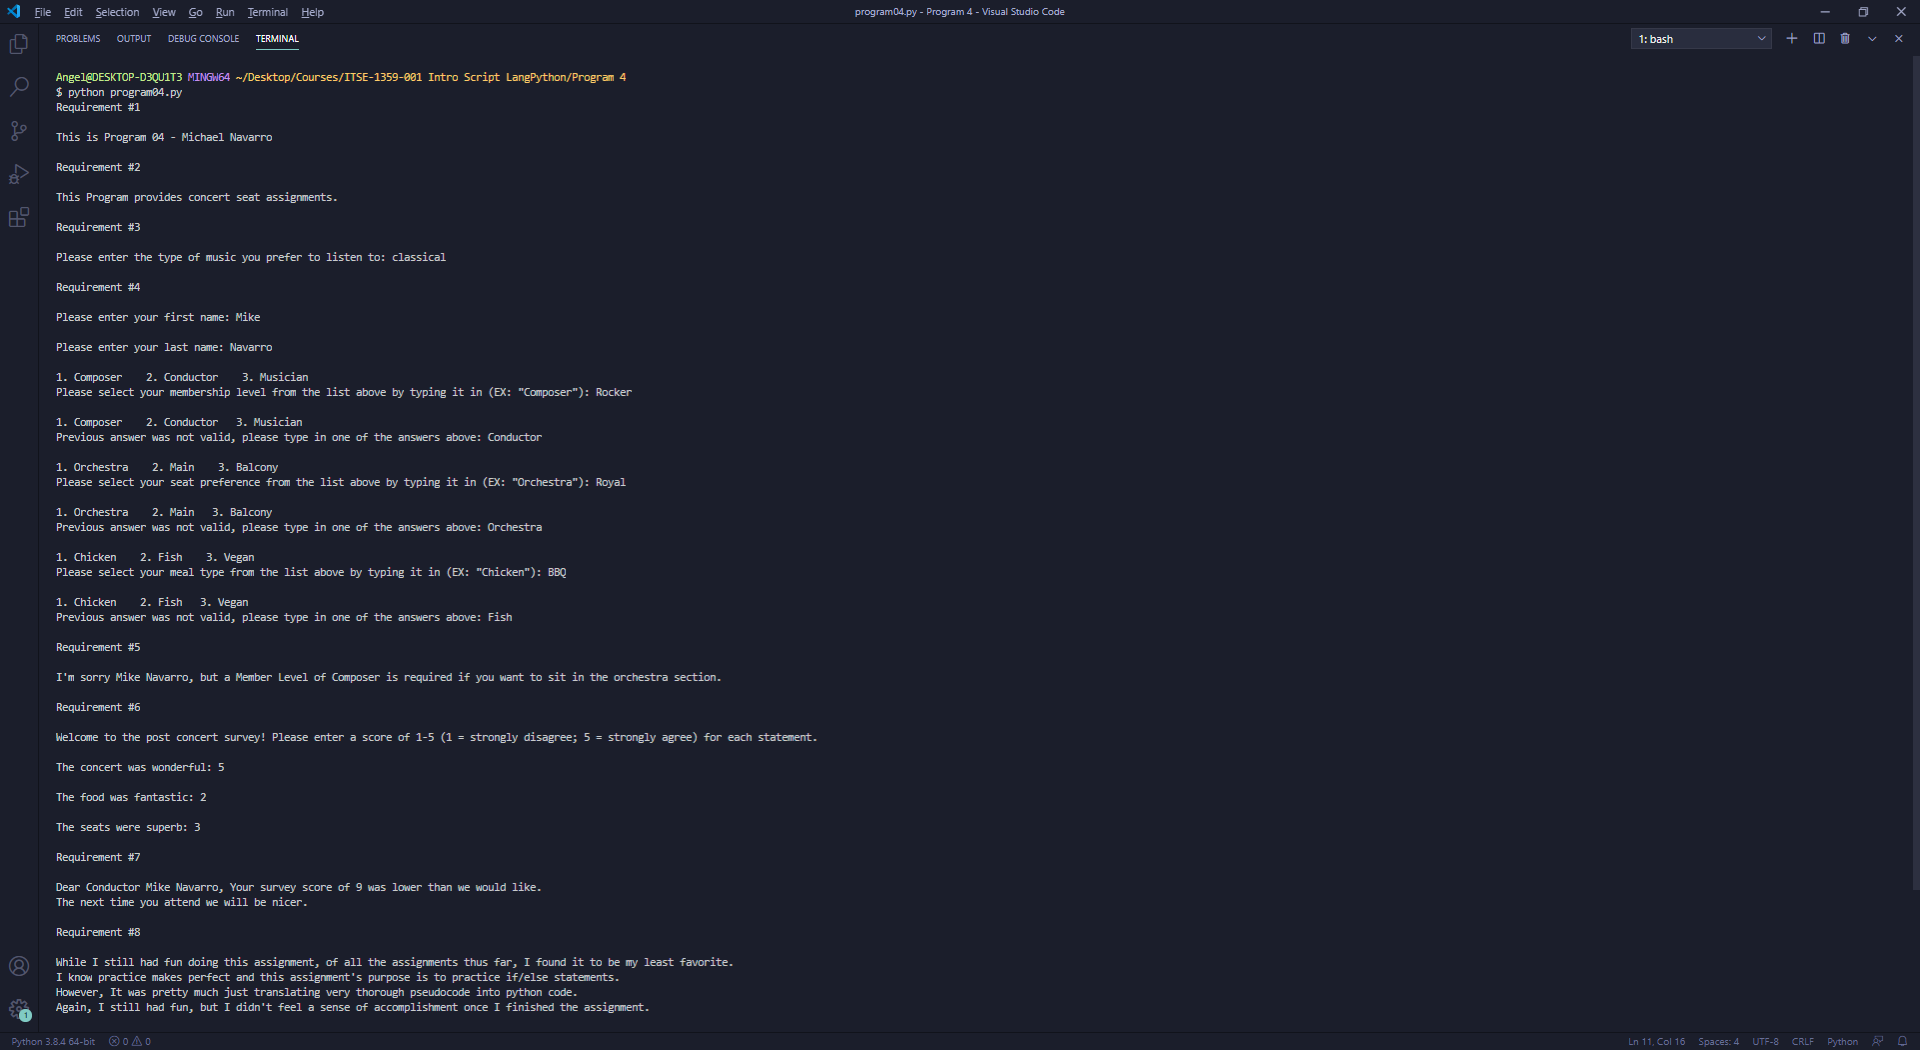 File Edit Selection View Go Run Terminal Help program04.py - Program 4 - Visual Studio Code
PROBLEMS OUTPUT DEBUG CONSOLE TERMINAL 1: bash
Angel@DESKTOP-D3QU1T3 MINGW64 ~/Desktop/Courses/ITSE-1359-001 Intro Script LangPython/Program 4
$ python program04.py
Requirement #1
This is Program 04 - Michael Navarro
Requirement #2
This Program provides concert seat assignments.
Requirement #3
Please enter the type of music you prefer to listen to: classical
Requirement #4
Please enter your first name: Mike
Please enter your last name: Navarro
1. Composer    2. Conductor    3. Musician
Please select your membership level from the list above by typing it in (EX: "Composer"): Rocker
1. Composer    2. Conductor   3. Musician
Previous answer was not valid, please type in one of the answers above: Conductor
1. Orchestra    2. Main    3. Balcony
Please select your seat preference from the list above by typing it in (EX: "Orchestra"): Royal
1. Orchestra    2. Main   3. Balcony
Previous answer was not valid, please type in one of the answers above: Orchestra
1. Chicken    2. Fish    3. Vegan
Please select your meal type from the list above by typing it in (EX: "Chicken"): BBQ
1. Chicken    2. Fish   3. Vegan
Previous answer was not valid, please type in one of the answers above: Fish
Requirement #5
I'm sorry Mike Navarro, but a Member Level of Composer is required if you want to sit in the orchestra section.
Requirement #6
Welcome to the post concert survey! Please enter a score of 1-5 (1 = strongly disagree; 5 = strongly agree) for each statement.
The concert was wonderful: 5
The food was fantastic: 2
The seats were superb: 3
Requirement #7
Dear Conductor Mike Navarro, Your survey score of 9 was lower than we would like.
The next time you attend we will be nicer.
Requirement #8
While I still had fun doing this assignment, of all the assignments thus far, I found it to be my least favorite.
I know practice makes perfect and this assignment's purpose is to practice if/else statements.
However, It was pretty much just translating very thorough pseudocode into python code.
Again, I still had fun, but I didn't feel a sense of accomplishment once I finished the assignment.
1
Python 3.8.4 64-bit 0 0 Ln 11, Col 16 Spaces: 4 UTF-8 CRLF Python